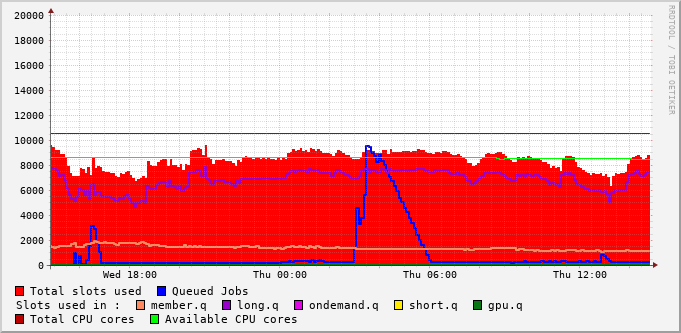 RRDTOOL / TOBI OETIKER
20000
18000
16000
14000
12000
10000
8000
6000
4000
2000
0
Wed 18:00 Thu 00:00 Thu 06:00 Thu 12:00
Total slots used Queued Jobs
Slots used in : member.q long.q ondemand.q short.q gpu.q
Total CPU cores Available CPU cores